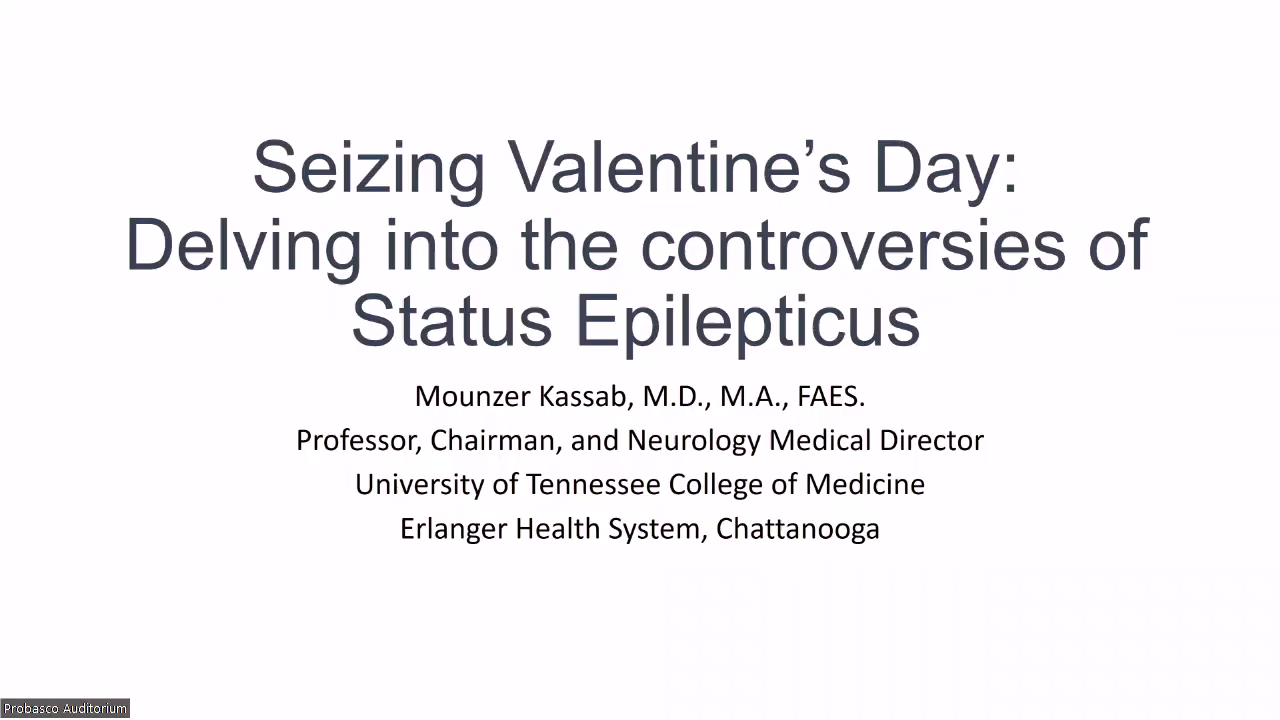 Seizing Valentine’s Day:
Delving into the controversies of
Status Epilepticus
Mounzer Kassab, M.D., M.A., FAES.
Professor, Chairman, and Neurology Medical Director
University of Tennessee College of Medicine
Erlanger Health System, Chattanooga
Probasco Auditorium